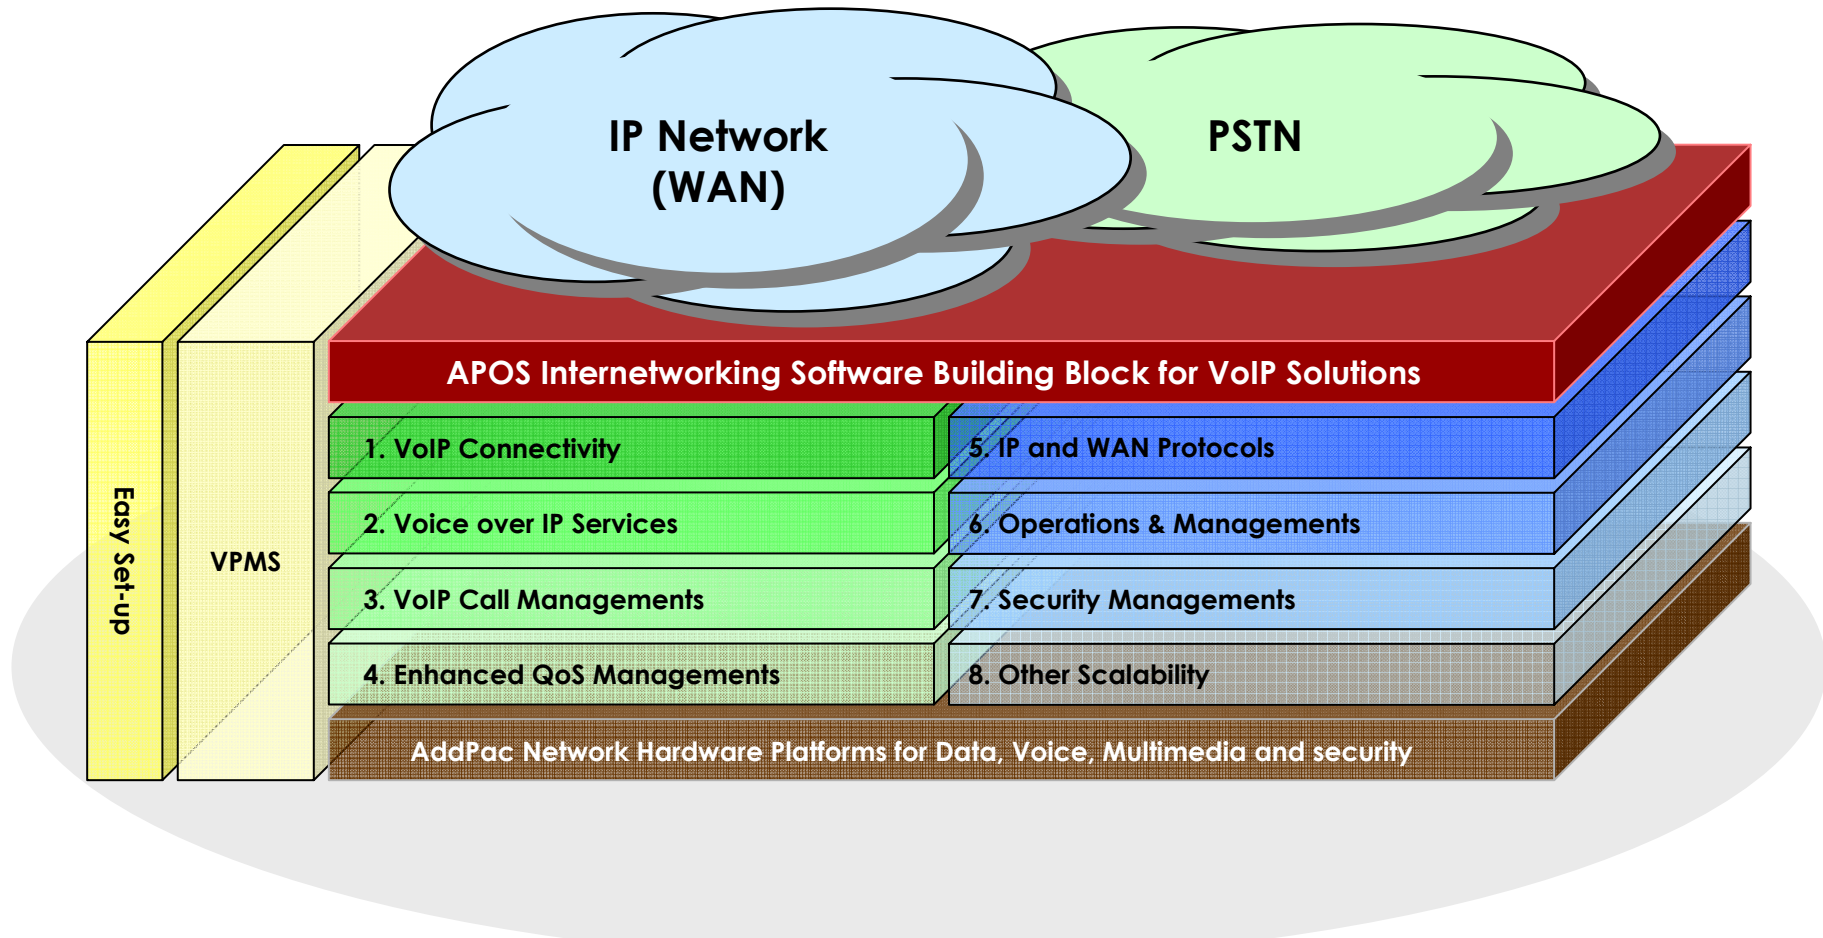 IP Network
(WAN)
PSTN
APOS Internetworking Software Building Block for VoIP Solutions
Easy Set-up
VPMS
1. VoIP Connectivity
2. Voice over IP Services
3. VoIP Call Managements
4. Enhanced QoS Managements
5. IP and WAN Protocols
6. Operations & Managements
7. Security Managements
8. Other Scalability
AddPac Network Hardware Platforms for Data, Voice, Multimedia and security